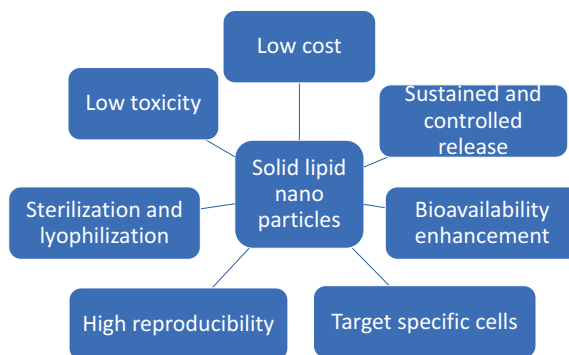 Low cost
Low toxicity
Sustained and
controlled
release
Solid lipid
nano
particles
Sterilization and
lyophilization
Bioavailability
enhancement
High reproducibility
Target specific cells